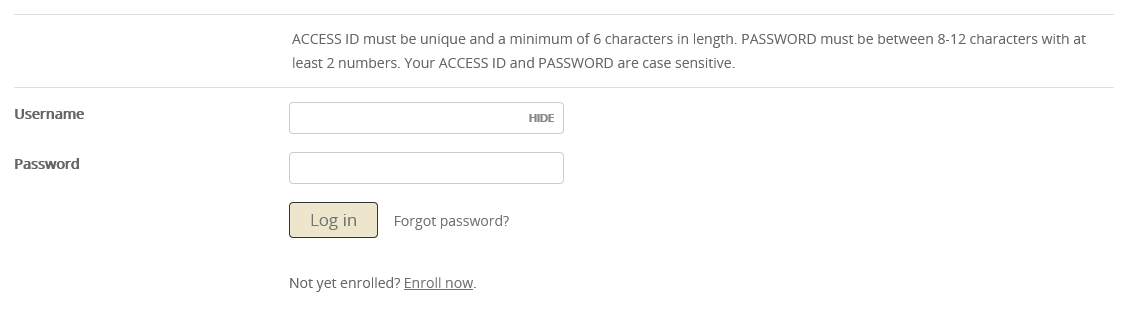 ACCESS ID must be unique and a minimum of 6 characters in length. PASSWORD must be between 8-12 characters with at
least 2 numbers. Your ACCESS ID and PASSWORD are case sensitive.
Username
HIDE
Password
Log in
Forgot password?
Not yet enrolled? Enroll now.